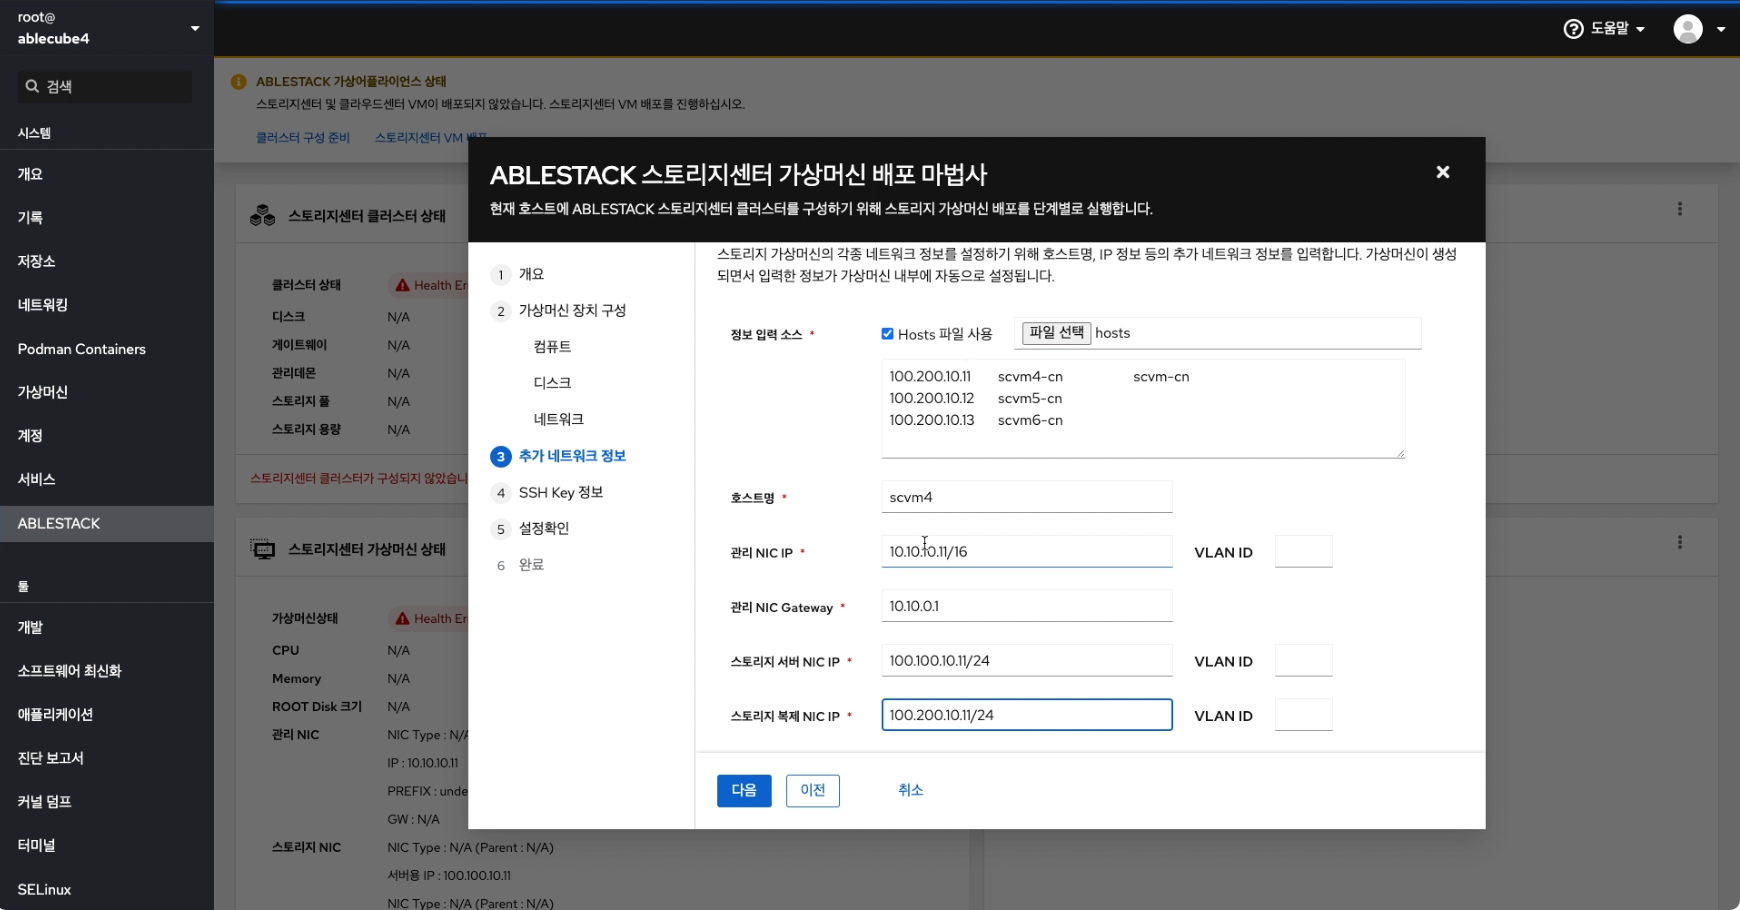 root@
ablecube4
검색
시스템
개요
기록
저장소
네트워킹
Podman Containers
가상머신
계정
서비스
ABLESTACK
툴
개발
소프트웨어 최신화
애플리케이션
진단 보고서
커널 덤프
터미널
SELinux
도움말
ABLESTACK 가상어플라이언스 상태
스토리지센터 및 클라우드센터 VM이 배포되지 않았습니다. 스토리지센터 VM 배포를 진행하십시오.
클러스터 구성 준비 스토리지센터 VM 배포
스토리지센터 클러스터 상태
클러스터 상태 Health Er
디스크 N/A
게이트웨이 N/A
관리데몬 N/A
스토리지 풀 N/A
스토리지 용량 N/A
스토리지센터 클러스터가 구성되지 않았습니
스토리지센터 가상머신 상태
가상머신상태 Health Er
CPU N/A
Memory N/A
ROOT Disk 크기 N/A
관리 NIC NIC Type : N/A
IP : 10.10.10.11
PREFIX : unde
GW : N/A
스토리지 NIC NIC Type : N/A (Parent : N/A)
서버용 IP : 100.100.10.11
NIC Type : N/A (Parent : N/A)
ABLESTACK 스토리지센터 가상머신 배포 마법사
현재 호스트에 ABLESTACK 스토리지센터 클러스터를 구성하기 위해 스토리지 가상머신 배포를 단계별로 실행합니다.
1 개요
2 가상머신 장치 구성
컴퓨트
디스크
네트워크
3 추가 네트워크 정보
4 SSH Key 정보
5 설정확인
6 완료
스토리지 가상머신의 각종 네트워크 정보를 설정하기 위해 호스트명, IP 정보 등의 추가 네트워크 정보를 입력합니다. 가상머신이 생성
되면서 입력한 정보가 가상머신 내부에 자동으로 설정됩니다.
정보 입력 소스 * Hosts 파일 사용 파일 선택 hosts
100.200.10.11 scvm4-cn scvm-cn
100.200.10.12 scvm5-cn
100.200.10.13 scvm6-cn
호스트명 * scvm4
관리 NIC IP * 10.10.10.11/16 VLAN ID
관리 NIC Gateway * 10.10.0.1
스토리지 서버 NIC IP * 100.100.10.11/24 VLAN ID
스토리지 복제 NIC IP * 100.200.10.11/24 VLAN ID
다음 이전 취소